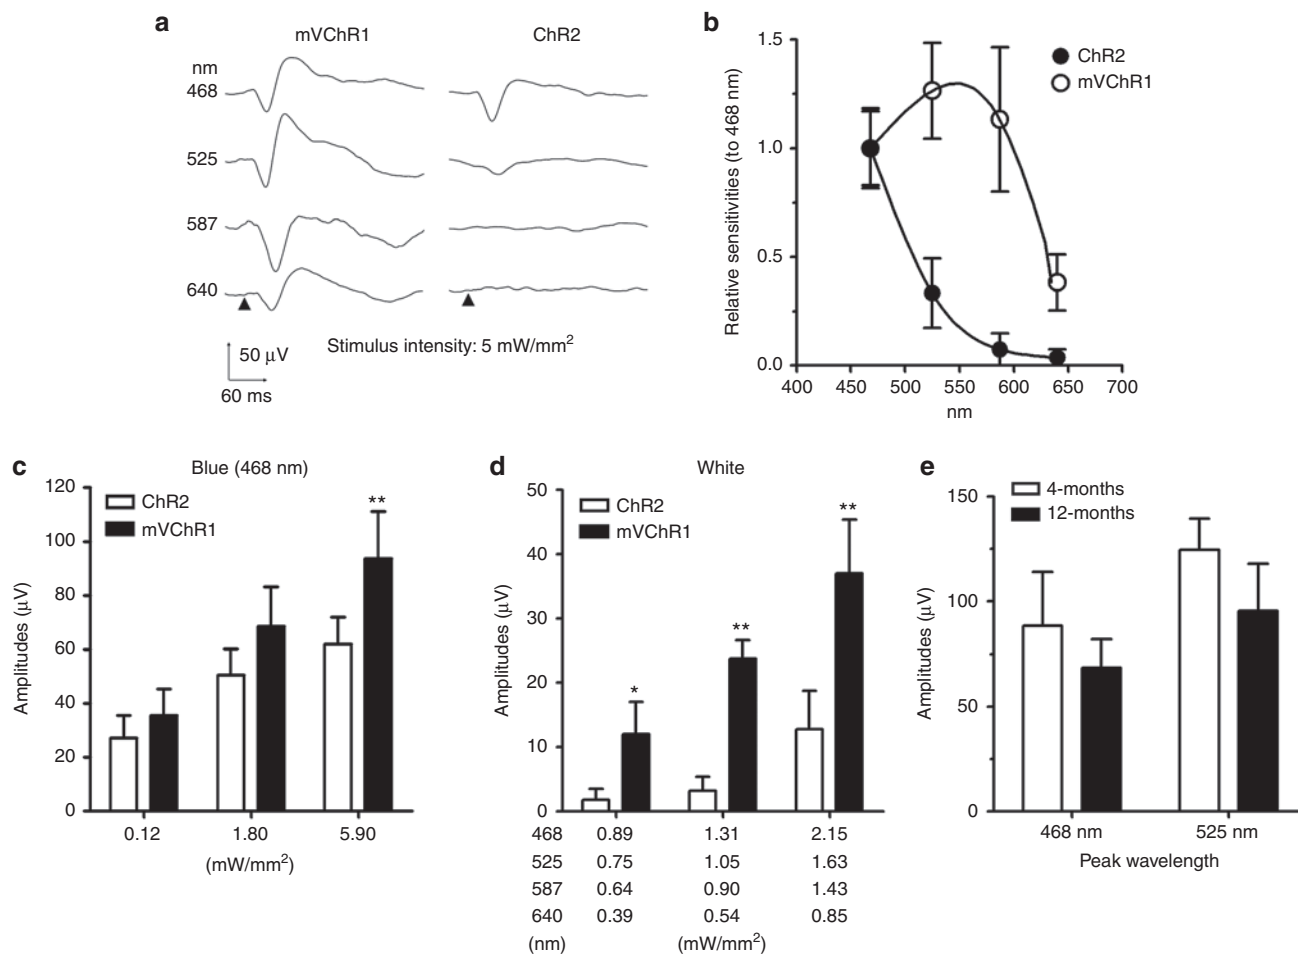 a
mVChR1
ChR2
nm
468
525
587
640
50 μV
60 ms
Stimulus intensity: 5 mW/mm²
b
Relative sensitivities (to 468 nm)
1.5
1.0
0.5
0.0
400 450 500 550 600 650 700
nm
ChR2
mVChR1
c
Blue (468 nm)
ChR2
mVChR1
Amplitudes (μV)
120
100
80
60
40
20
0
**
0.12 1.80 5.90
(mW/mm²)
d
White
ChR2
mVChR1
Amplitudes (μV)
50
40
30
20
10
0
*
**
**
468 0.89 1.31 2.15
525 0.75 1.05 1.63
587 0.64 0.90 1.43
640 0.39 0.54 0.85
(nm) (mW/mm²)
e
4-months
12-months
Amplitudes (μV)
150
100
50
0
468 nm 525 nm
Peak wavelength